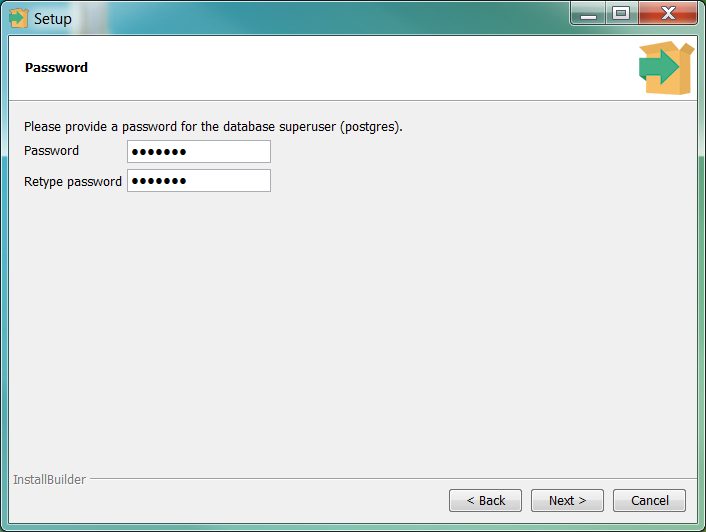 Setup
Password
Please provide a password for the database superuser (postgres).
Password •••••••
Retype password •••••••
InstallBuilder
< Back Next > Cancel